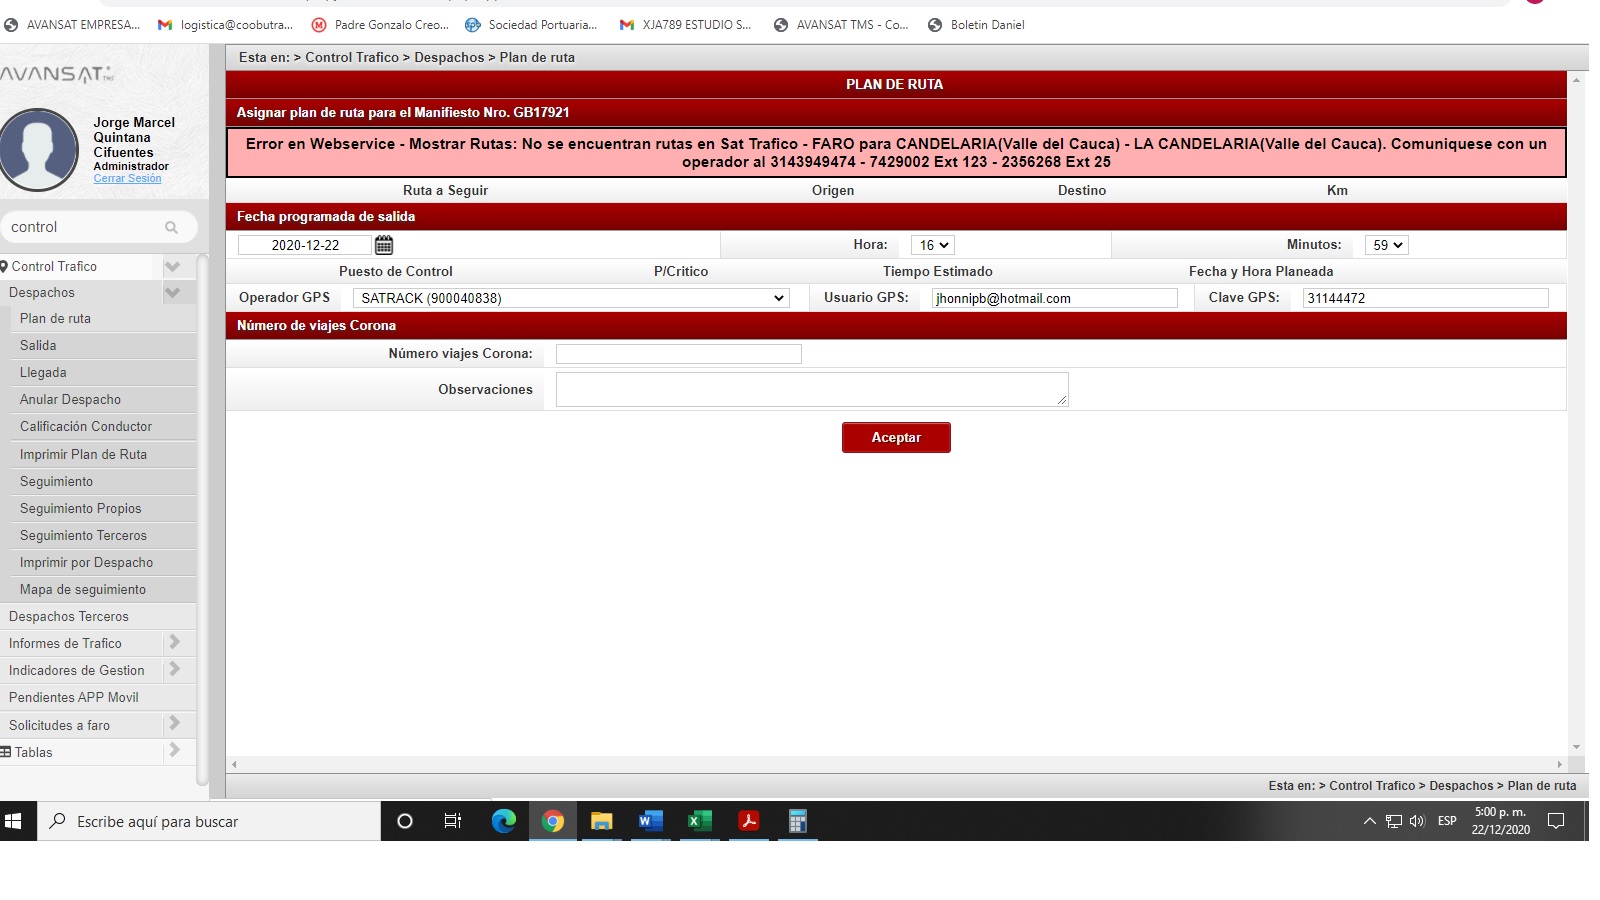 AVANSAT EMPRESA...
logistica@coobutra...
Padre Gonzalo Creo...
Sociedad Portuaria...
XJA789 ESTUDIO S...
AVANSAT TMS - Co...
Boletin Daniel
AVANSAT TMS
Jorge Marcel
Quintana
Cifuentes
Administrador
Cerrar Sesión
control
Control Trafico
Despachos
Plan de ruta
Salida
Llegada
Anular Despacho
Calificación Conductor
Imprimir Plan de Ruta
Seguimiento
Seguimiento Propios
Seguimiento Terceros
Imprimir por Despacho
Mapa de seguimiento
Despachos Terceros
Informes de Trafico
Indicadores de Gestion
Pendientes APP Movil
Solicitudes a faro
Tablas
Esta en: > Control Trafico > Despachos > Plan de ruta
PLAN DE RUTA
Asignar plan de ruta para el Manifiesto Nro. GB17921
Error en Webservice - Mostrar Rutas: No se encuentran rutas en Sat Trafico - FARO para CANDELARIA(Valle del Cauca) - LA CANDELARIA(Valle del Cauca). Comuniquese con un
operador al 3143949474 - 7429002 Ext 123 - 2356268 Ext 25
Ruta a Seguir Origen Destino Km
Fecha programada de salida
2020-12-22 Hora: 16 Minutos: 59
Puesto de Control P/Critico Tiempo Estimado Fecha y Hora Planeada
Operador GPS SATRACK (900040838) Usuario GPS: jhonnipb@hotmail.com Clave GPS: 31144472
Número de viajes Corona
Número viajes Corona:
Observaciones
Aceptar
Esta en: > Control Trafico > Despachos > Plan de ruta
Escribe aquí para buscar
ESP
5:00 p. m.
22/12/2020